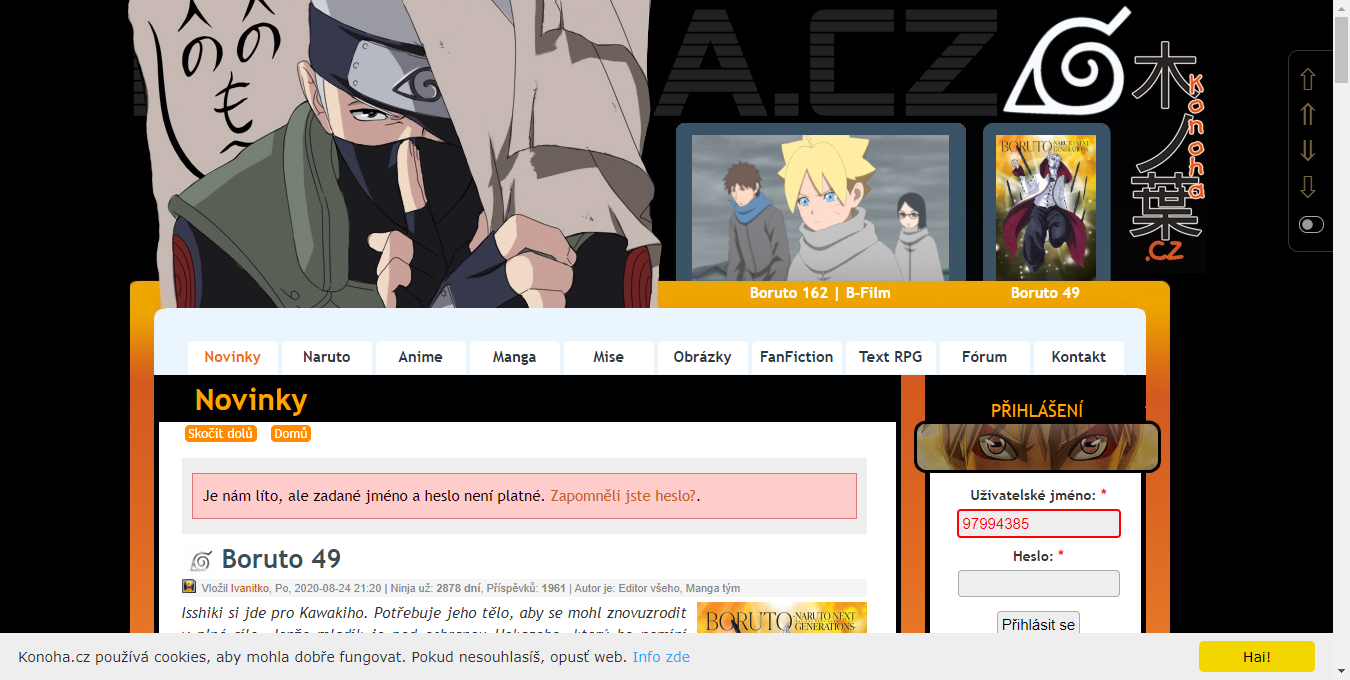 A.CZ
木ノ葉
Konoha
.CZ
BORUTO NARUTO NEXT GENERATIONS
Boruto 162 | B-Film
Boruto 49
Novinky
Naruto
Anime
Manga
Mise
Obrázky
FanFiction
Text RPG
Fórum
Kontakt
Novinky
Skočit dolů
Domů
Je nám líto, ale zadané jméno a heslo není platné. Zapomněli jste heslo?.
Boruto 49
Vložil Ivanitko, Po, 2020-08-24 21:20 | Ninja už: 2878 dní, Příspěvků: 1961 | Autor je: Editor všeho, Manga tým
Isshiki si jde pro Kawakiho. Potřebuje jeho tělo, aby se mohl znovuzrodit
BORUTO -NARUTO NEXT GENERATIONS-
PŘIHLÁŠENÍ
Uživatelské jméno: *
97994385
Heslo: *
Přihlásit se
Konoha.cz používá cookies, aby mohla dobře fungovat. Pokud nesouhlasíš, opusť web. Info zde
Hai!